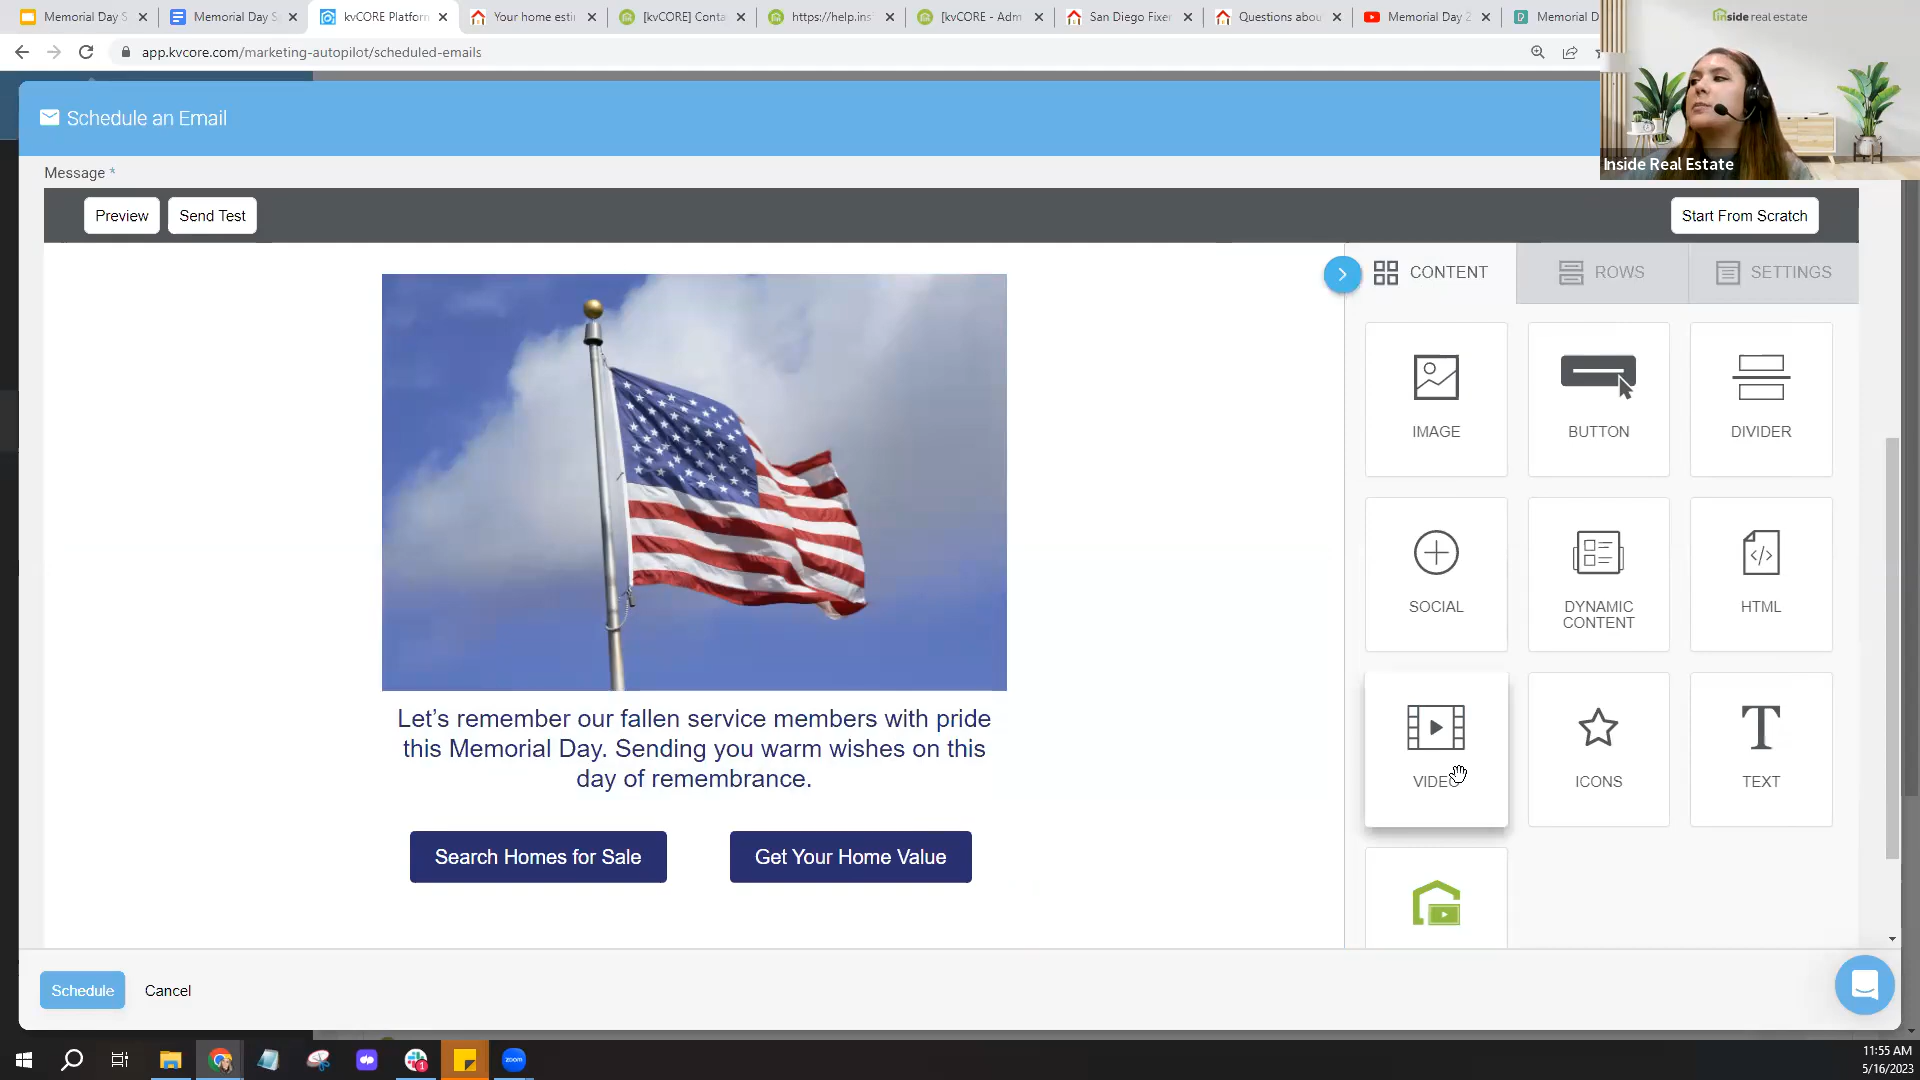 Memorial Day S
Memorial Day S
kvCORE Platforn
Your home esti
[kvCORE] Conta
https://help.ins
[kvCORE - Adm
San Diego Fixer
Questions abou
Memorial Day 2
Memorial D
app.kvcore.com/marketing-autopilot/scheduled-emails
inside real estate
Inside Real Estate
Schedule an Email
Message *
Preview
Send Test
Start From Scratch
CONTENT
ROWS
SETTINGS
IMAGE
BUTTON
DIVIDER
SOCIAL
DYNAMIC
CONTENT
HTML
VIDEO
ICONS
TEXT
Let's remember our fallen service members with pride
this Memorial Day. Sending you warm wishes on this
day of remembrance.
Search Homes for Sale
Get Your Home Value
Schedule
Cancel
zoom
1
11:55 AM
5/16/2023